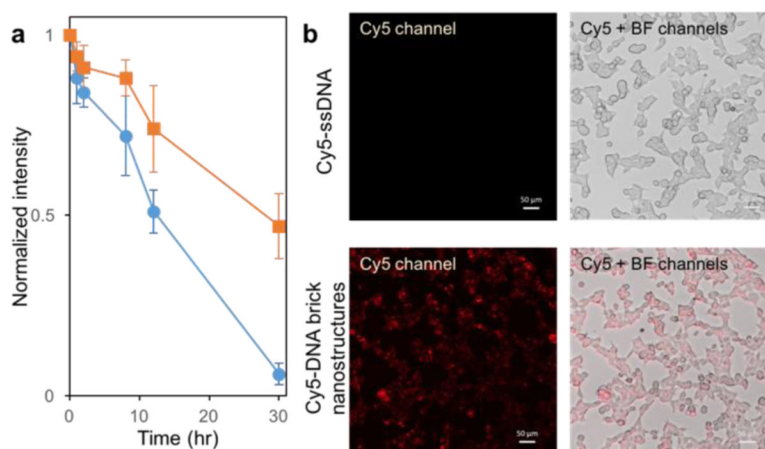 a
Normalized intensity
1
0.5
0
0
10
20
30
Time (hr)
b
Cy5-ssDNA
Cy5 channel
50 µm
Cy5 + BF channels
Cy5-DNA brick
nanostructures
Cy5 channel
50 µm
Cy5 + BF channels